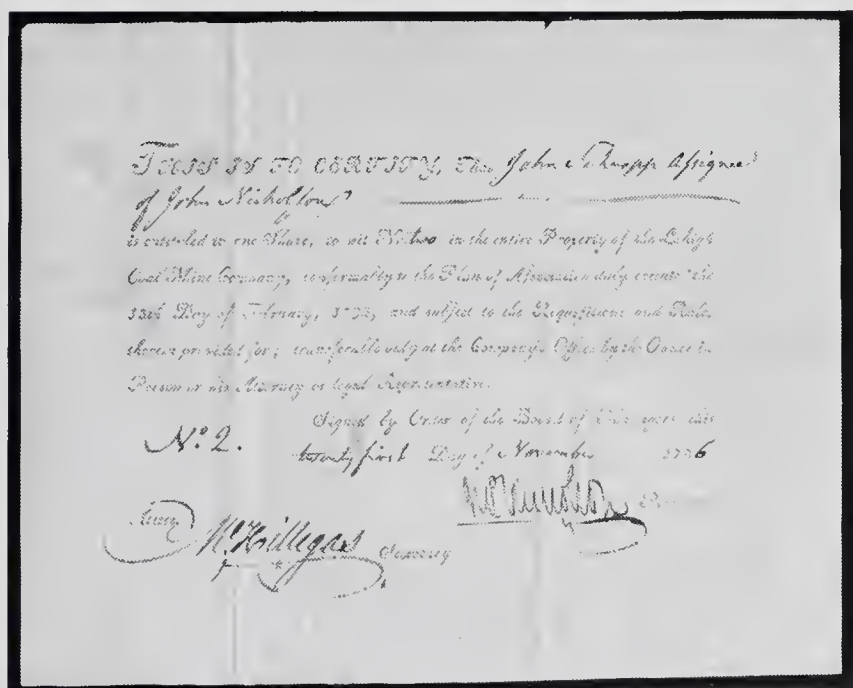 THIS IS TO CERTIFY, That John Assignee
of John Nicholson
is entitled to one Share, to wit No. two in the entire Property of the Lehigh
Coal Mine Company, conformably to the Plan of Association duly executed the
13th Day of February, 1792, and subject to the Requisitions and Rules
therein provided for; transferable only at the Company's Office by the Owner in
Person or his Attorney or legal Representative.
Signed by Order of the Board of this
No. 2. twenty first Day of November 1796
M. Hillegas Secretary